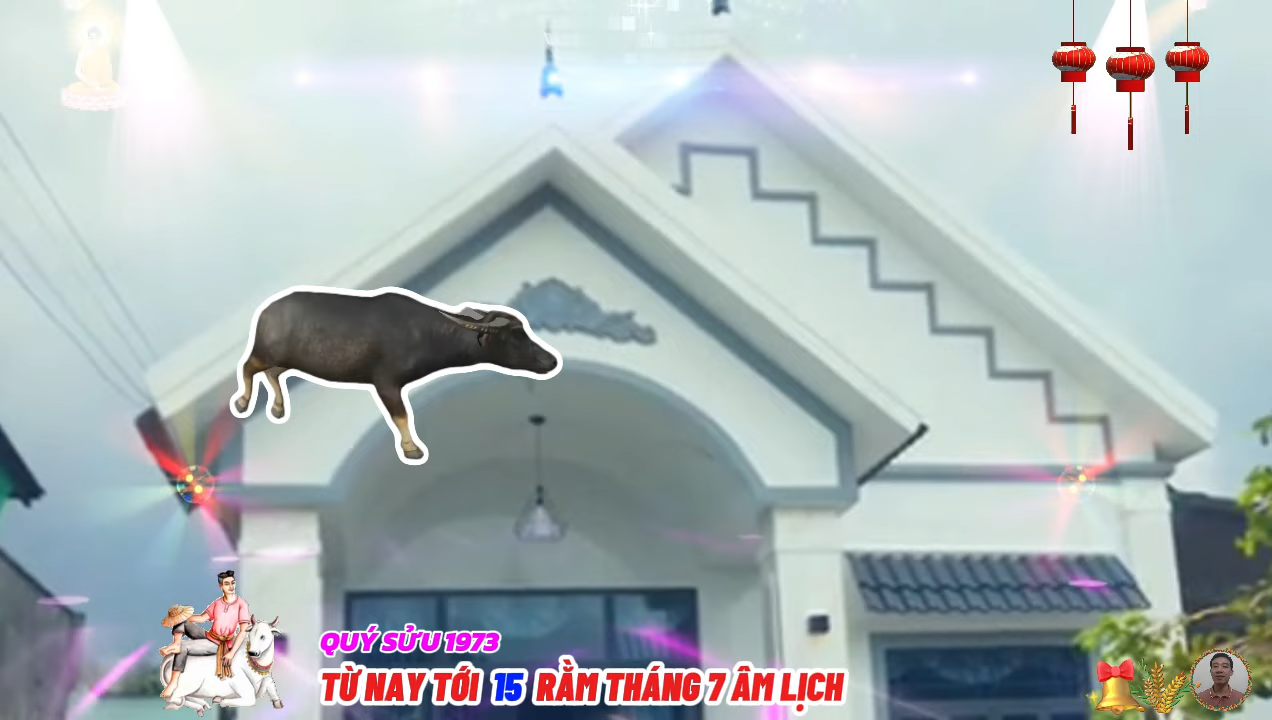 QUÝ SỬU 1973
TỪ NAY TỚI 15 RẰM THÁNG 7 ÂM LỊCH